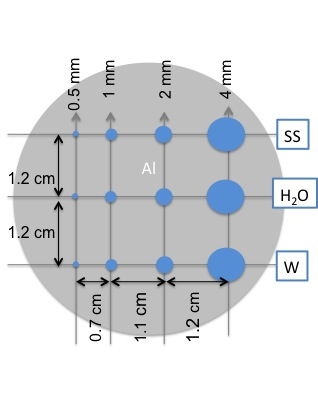 0.5 mm
1 mm
2 mm
4 mm
SS
Al
1.2 cm
H₂O
1.2 cm
W
0.7 cm
1.1 cm
1.2 cm